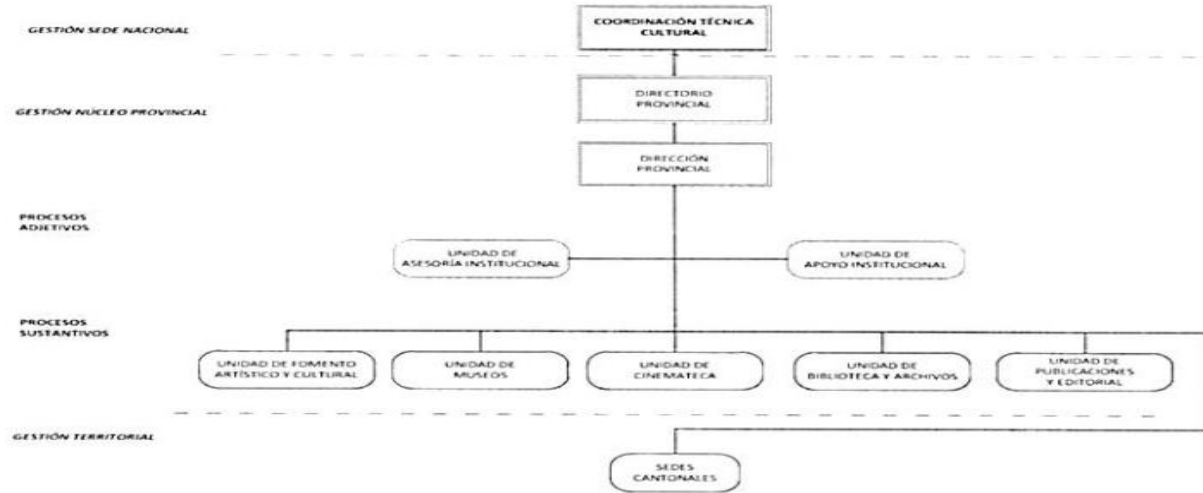 COORDINACIÓN TÉCNICA
CULTURAL
GESTIÓN SEDE NACIONAL
DIRECTORIO
PROVINCIAL
GESTIÓN NÚCLEO PROVINCIAL
DIRECCIÓN
PROVINCIAL
PROCESOS
ADJETIVOS
UNIDAD DE
ASESORÍA INSTITUCIONAL
UNIDAD DE
APOYO INSTITUCIONAL
PROCESOS
SUSTANTIVOS
UNIDAD DE FOMENTO
ARTÍSTICO Y CULTURAL
UNIDAD DE
MUSEOS
UNIDAD DE
CINEMATECA
UNIDAD DE
BIBLIOTECA Y ARCHIVOS
UNIDAD DE
PUBLICACIONES
Y EDITORIAL
GESTIÓN TERRITORIAL
SEDES
CANTONALES